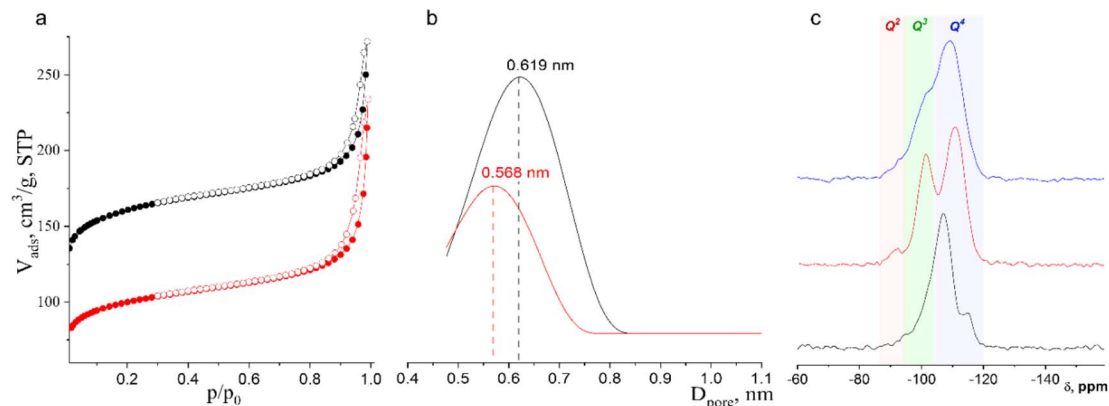 a
V_ads, cm³/g, STP
250
200
150
100
0.2 0.4 0.6 0.8 1.0
p/p₀
b
0.619 nm
0.568 nm
0.4 0.5 0.6 0.7 0.8 0.9 1.0 1.1
D_pore, nm
c
Q² Q³ Q⁴
-60 -80 -100 -120 -140
δ, ppm